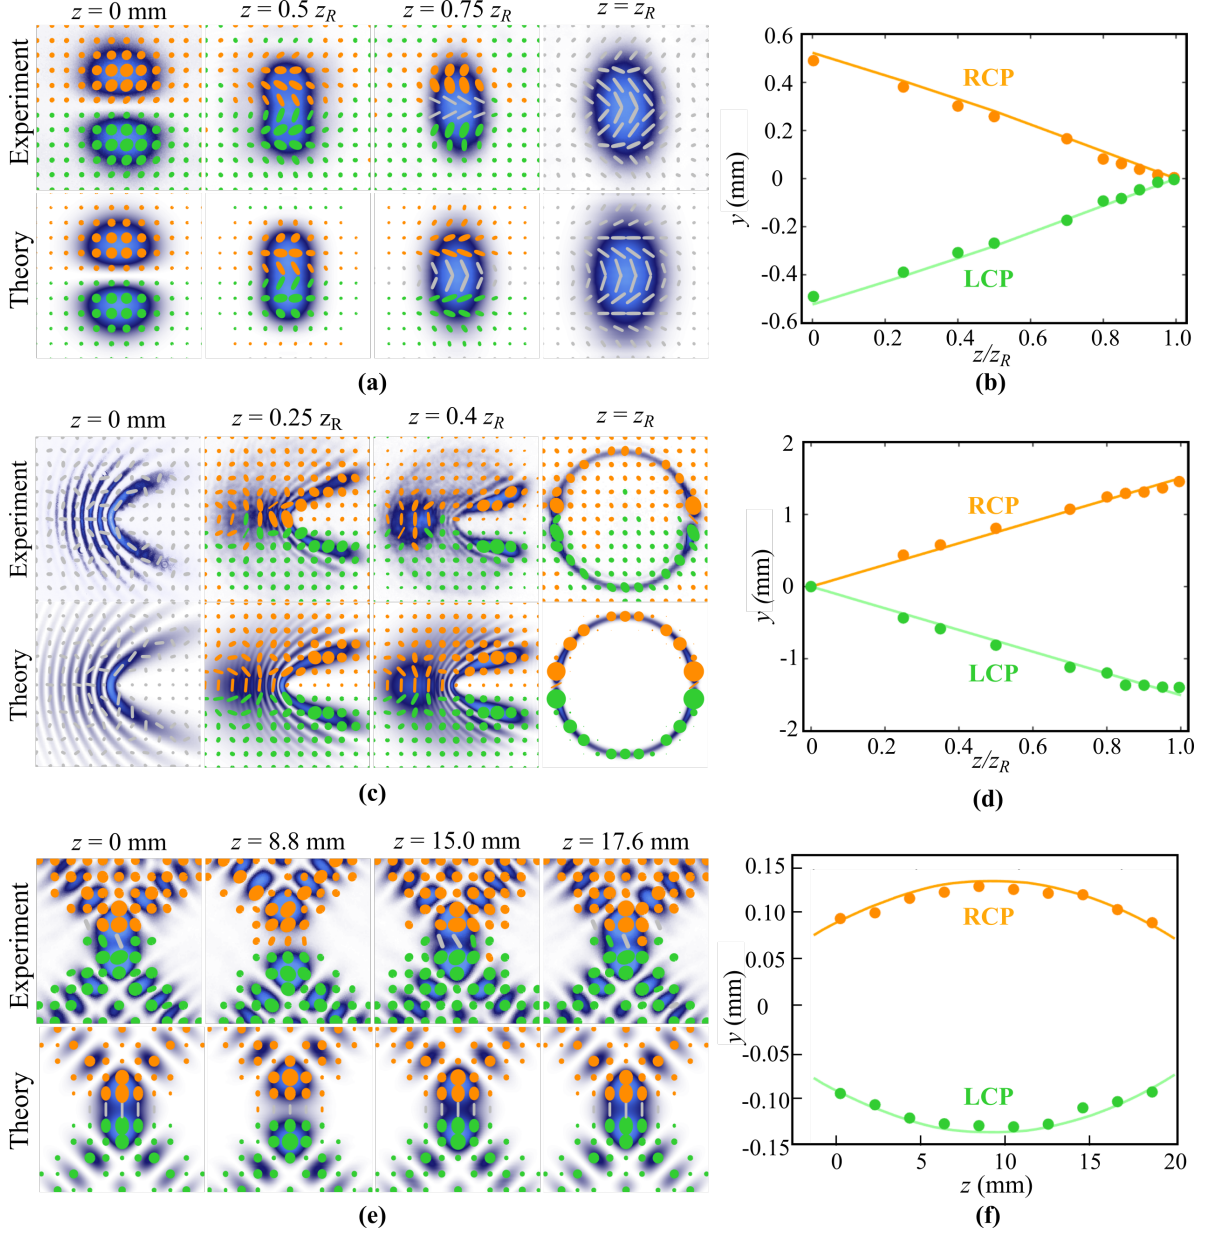 z = 0 mm
z = 0.5 z_R
z = 0.75 z_R
z = z_R
Experiment
Theory
(a)
0.6
0.4
0.2
0
-0.2
-0.4
-0.6
y (mm)
RCP
LCP
0
0.2
0.4
0.6
0.8
1.0
z/z_R
(b)
z = 0 mm
z = 0.25 z_R
z = 0.4 z_R
z = z_R
Experiment
Theory
(c)
2
1
0
-1
-2
y (mm)
RCP
LCP
0
0.2
0.4
0.6
0.8
1.0
z/z_R
(d)
z = 0 mm
z = 8.8 mm
z = 15.0 mm
z = 17.6 mm
Experiment
Theory
(e)
0.15
0.10
0.05
0
-0.05
-0.10
-0.15
y (mm)
RCP
LCP
0
5
10
15
20
z (mm)
(f)